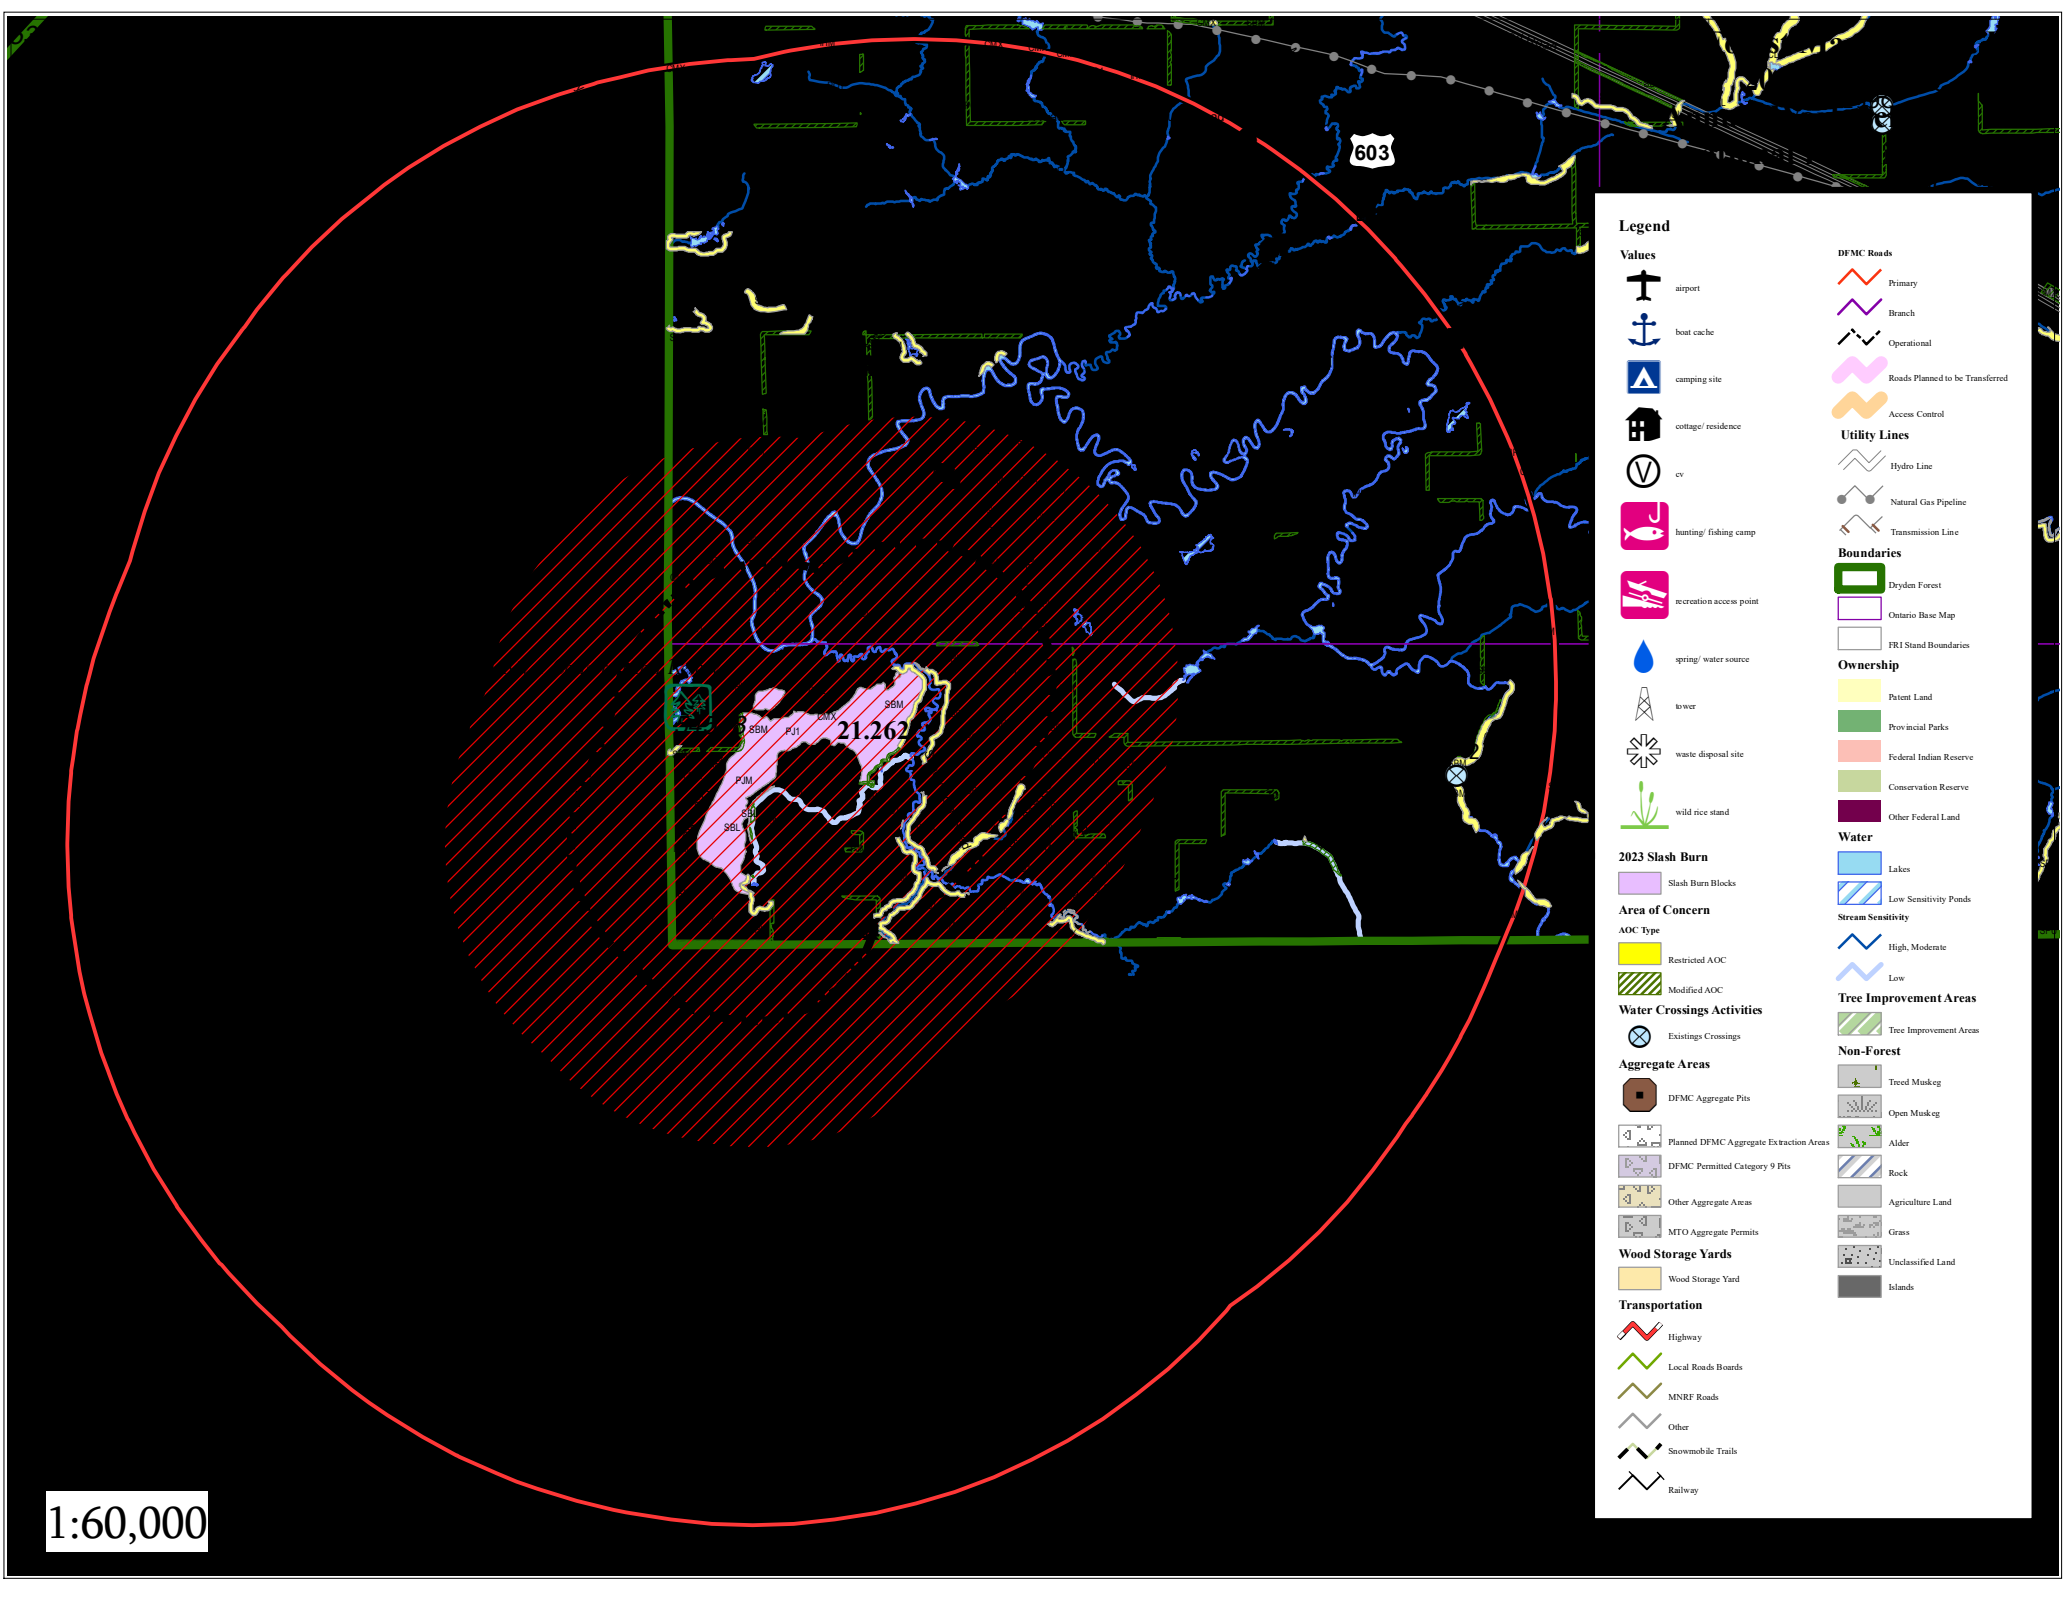 603
SBM
CMX
SBM
PJ1
21.262
PJM
SBL
SBL
1:60,000
Legend
Values
airport
boat cache
camping site
cottage/ residence
V
cv
hunting/ fishing camp
recreation access point
spring/ water source
tower
waste disposal site
wild rice stand
2023 Slash Burn
Slash Burn Blocks
Area of Concern
AOC Type
Restricted AOC
Modified AOC
Water Crossings Activities
Existings Crossings
Aggregate Areas
DFMC Aggregate Pits
Planned DFMC Aggregate Extraction Areas
DFMC Permitted Category 9 Pits
Other Aggregate Areas
MTO Aggregate Permits
Wood Storage Yards
Wood Storage Yard
Transportation
Highway
Local Roads Boards
MNRF Roads
Other
Snowmobile Trails
Railway
DFMC Roads
Primary
Branch
Operational
Roads Planned to be Transferred
Access Control
Utility Lines
Hydro Line
Natural Gas Pipeline
Transmission Line
Boundaries
Dryden Forest
Ontario Base Map
FRI Stand Boundaries
Ownership
Patent Land
Provincial Parks
Federal Indian Reserve
Conservation Reserve
Other Federal Land
Water
Lakes
Low Sensitivity Ponds
Stream Sensitivity
High, Moderate
Low
Tree Improvement Areas
Tree Improvement Areas
Non-Forest
Treed Muskeg
Open Muskeg
Alder
Rock
Agriculture Land
Grass
Unclassified Land
Islands